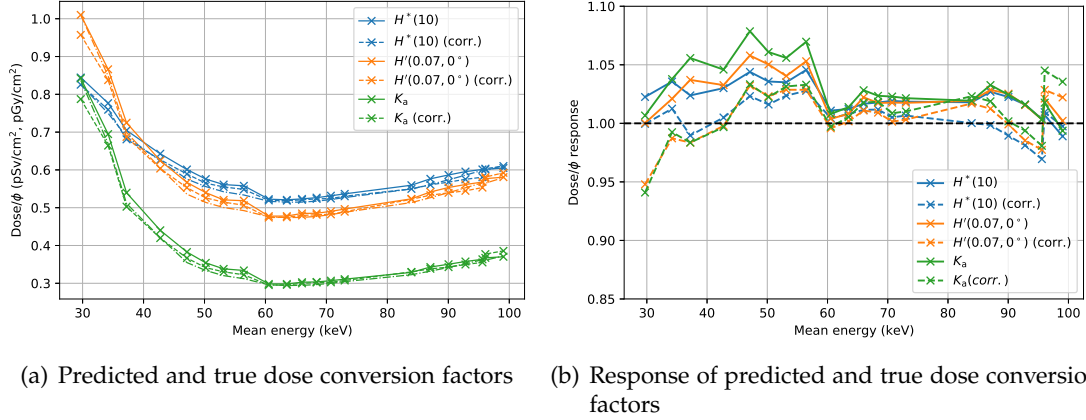 1.0
0.9
0.8
0.7
0.6
0.5
0.4
0.3
Dose/ϕ (pSv/cm², pGy/cm²)
H*(10)
H*(10) (corr.)
H′(0.07, 0°)
H′(0.07, 0°) (corr.)
Kₐ
Kₐ (corr.)
30 40 50 60 70 80 90 100
Mean energy (keV)
(a) Predicted and true dose conversion factors
1.10
1.05
1.00
0.95
0.90
0.85
Dose/ϕ response
H*(10)
H*(10) (corr.)
H′(0.07, 0°)
H′(0.07, 0°) (corr.)
Kₐ
Kₐ(corr.)
30 40 50 60 70 80 90 100
Mean energy (keV)
(b) Response of predicted and true dose conversio
factors